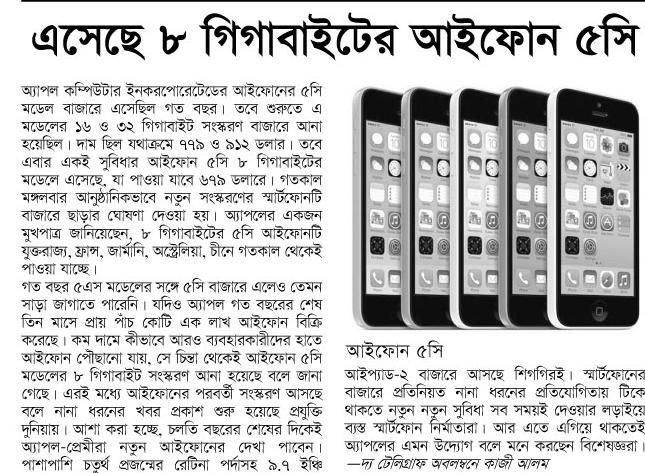 এসেছে ৮ গিগাবাইটের আইফোন ৫সি
অ্যাপল কম্পিউটার ইনকরপোরেটেডের আইফোনের ৫সি
মডেল বাজারে এসেছিল গত বছর। তবে শুরুতে এ
মডেলের ১৬ ও ৩২ গিগাবাইট সংস্করণ বাজারে আনা
হয়েছিল। দাম ছিল যথাক্রমে ৭৭৯ ও ৯১২ ডলার। তবে
এবার একই সুবিধার আইফোন ৫সি ৮ গিগাবাইটের
মডেলে এসেছে, যা পাওয়া যাবে ৬৭৯ ডলারে। গতকাল
মঙ্গলবার আনুষ্ঠানিকভাবে নতুন সংস্করণের স্মার্টফোনটি
বাজারে ছাড়ার ঘোষণা দেওয়া হয়। অ্যাপলের একজন
মুখপাত্র জানিয়েছেন, ৮ গিগাবাইটের ৫সি আইফোনটি
যুক্তরাজ্য, ফ্রান্স, জার্মানি, অস্ট্রেলিয়া, চীনে গতকাল থেকেই
পাওয়া যাচ্ছে।
গত বছর ৫এস মডেলের সঙ্গে ৫সি বাজারে এলেও তেমন
সাড়া জাগাতে পারেনি। যদিও অ্যাপল গত বছরের শেষ
তিন মাসে প্রায় পাঁচ কোটি এক লাখ আইফোন বিক্রি
করেছে। কম দামে কীভাবে আরও ব্যবহারকারীদের হাতে
আইফোন পৌছানো যায়, সে চিন্তা থেকেই আইফোন ৫সি
মডেলের ৮ গিগাবাইট সংস্করণ আনা হয়েছে বলে জানা
গেছে। এরই মধ্যে আইফোনের পরবর্তী সংস্করণ আসছে
বলে নানা ধরনের খবর প্রকাশ শুরু হয়েছে প্রযুক্তি
দুনিয়ায়। আশা করা হচ্ছে, চলতি বছরের শেষের দিকেই
অ্যাপল-প্রেমীরা নতুন আইফোনের দেখা পাবেন।
পাশাপাশি চতুর্থ প্রজন্মের রেটিনা পর্দাসহ ৯.৭ ইঞ্চি
আইফোন ৫সি
আইপ্যাড-২ বাজারে আসছে শিগগিরই। স্মার্টফোনের
বাজারে প্রতিনিয়ত নানা ধরনের প্রতিযোগিতায় টিকে
থাকতে নতুন নতুন সুবিধা সব সময়ই দেওয়ার লড়াইয়ে
ব্যস্ত স্মার্টফোন নির্মাতারা। আর এতে এগিয়ে থাকতেই
অ্যাপলের এমন উদ্যোগ বলে মনে করছেন বিশেষজ্ঞরা।
—দ্য টেলিগ্রাফ অবলম্বনে কাজী আলম